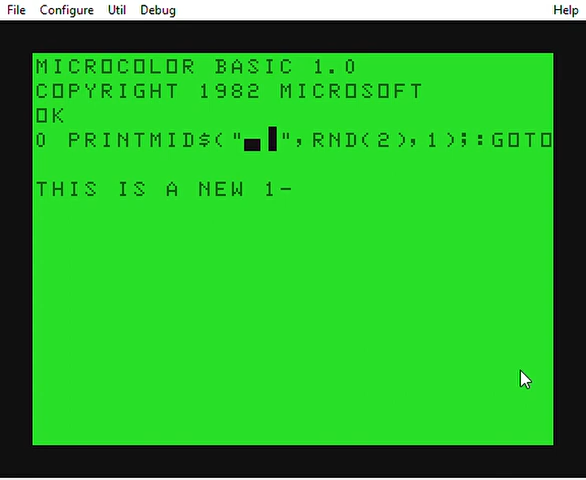 File Configure Util Debug Help
MICROCOLOR BASIC 1.0
COPYRIGHT 1982 MICROSOFT
OK
0 PRINTMID$("▄▐",RND(2),1);:GOTO
THIS IS A NEW 1-